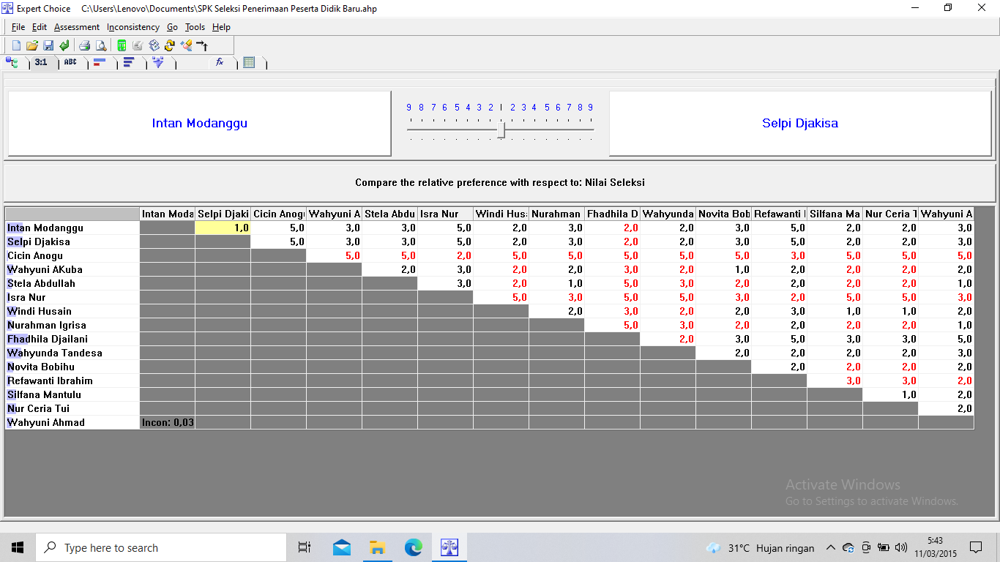 Expert Choice C:\Users\Lenovo\Documents\SPK Seleksi Penerimaan Peserta Didik Baru.ahp
File Edit Assessment Inconsistency Go Tools Help
3:1 ABC fx
9 8 7 6 5 4 3 2 1 2 3 4 5 6 7 8 9
Intan Modanggu Selpi Djakisa
Compare the relative preference with respect to: Nilai Seleksi
Intan Moda Selpi Djaki Cicin Anogu Wahyuni A Stela Abdu Isra Nur Windi Hus Nurahman Fhadhila D Wahyunda Novita Bob Refawanti I Silfana Ma Nur Ceria T Wahyuni A
Intan Modanggu 1,0 5,0 3,0 3,0 5,0 2,0 3,0 2,0 2,0 3,0 5,0 2,0 2,0 3,0
Selpi Djakisa 5,0 3,0 3,0 5,0 2,0 3,0 2,0 2,0 3,0 5,0 2,0 2,0 3,0
Cicin Anogu 5,0 5,0 2,0 5,0 5,0 5,0 5,0 5,0 3,0 5,0 5,0 5,0
Wahyuni AKuba 2,0 3,0 2,0 2,0 3,0 2,0 1,0 2,0 2,0 2,0 2,0
Stela Abdullah 3,0 2,0 1,0 5,0 3,0 2,0 2,0 2,0 2,0 1,0
Isra Nur 5,0 3,0 5,0 5,0 3,0 2,0 5,0 5,0 3,0
Windi Husain 2,0 3,0 2,0 2,0 3,0 1,0 1,0 2,0
Nurahman Igrisa 5,0 3,0 2,0 2,0 2,0 2,0 1,0
Fhadhila Djailani 2,0 3,0 5,0 3,0 3,0 5,0
Wahyunda Tandesa 2,0 2,0 2,0 2,0 3,0
Novita Bobihu 2,0 2,0 2,0 2,0
Refawanti Ibrahim 3,0 3,0 2,0
Silfana Mantulu 1,0 2,0
Nur Ceria Tui 2,0
Wahyuni Ahmad Incon: 0,03
Activate Windows
Go to Settings to activate Windows.
Type here to search 31°C Hujan ringan 5:43
11/03/2015